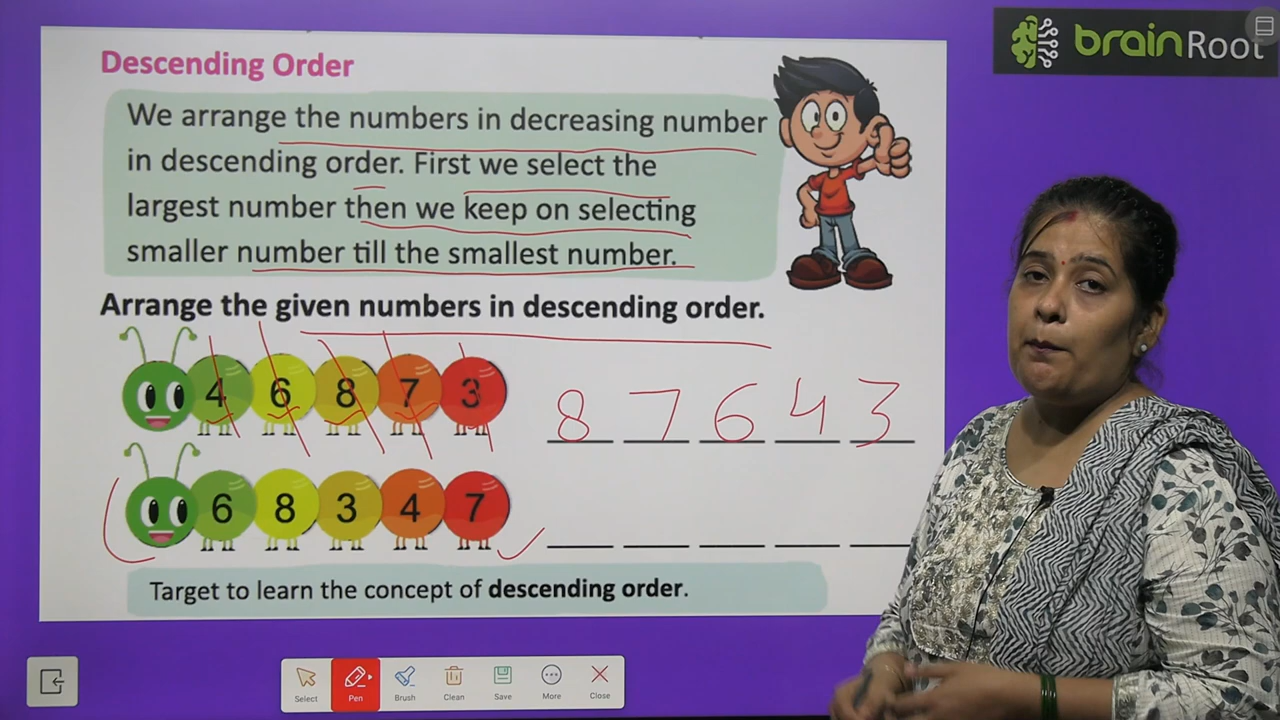 brainRoot
Descending Order
We arrange the numbers in decreasing number
in descending order. First we select the
largest number then we keep on selecting
smaller number till the smallest number.
Arrange the given numbers in descending order.
4 6 8 7 3 8 7 6 4 3
6 8 3 4 7
Target to learn the concept of descending order.
Select Pen Brush Clean Save More Close